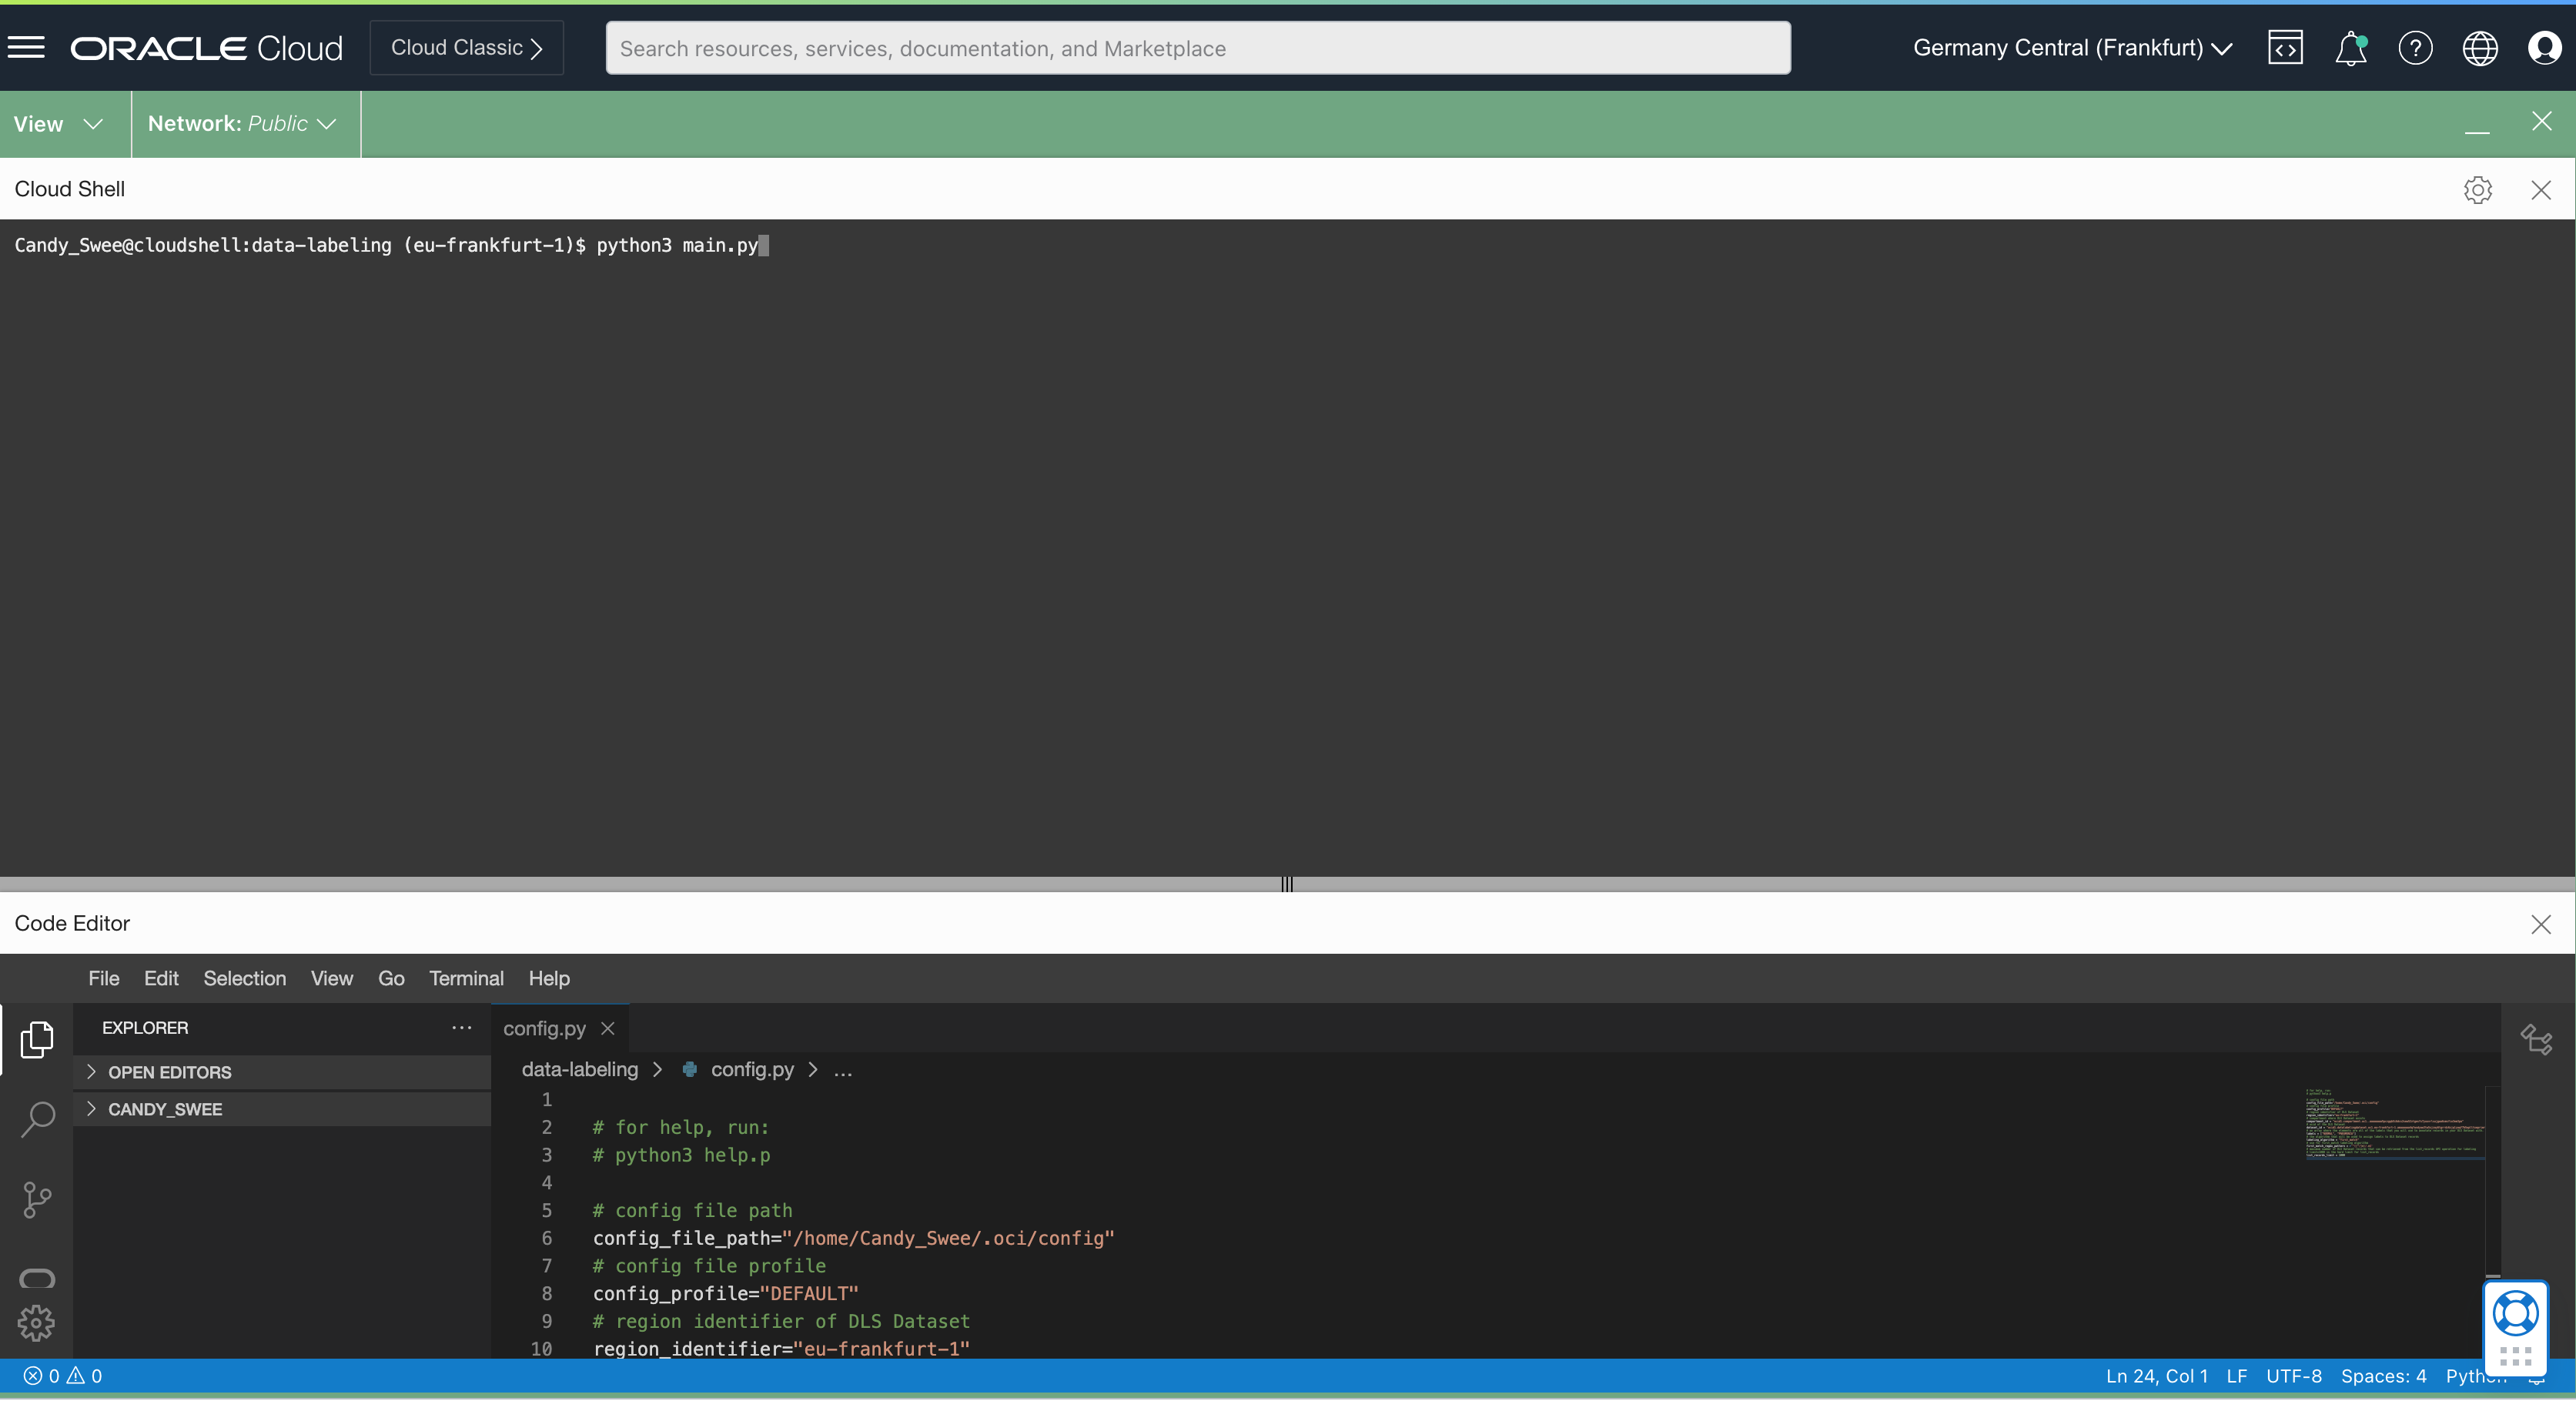 ORACLE Cloud
Cloud Classic
Search resources, services, documentation, and Marketplace
Germany Central (Frankfurt)
View
Network: Public
Cloud Shell
Candy_Swee@cloudshell:data-labeling (eu-frankfurt-1)$ python3 main.py
Code Editor
File Edit Selection View Go Terminal Help
EXPLORER ...
OPEN EDITORS
CANDY_SWEE
config.py
data-labeling > config.py > ...
1
2 # for help, run:
3 # python3 help.p
4
5 # config file path
6 config_file_path="/home/Candy_Swee/.oci/config"
7 # config file profile
8 config_profile="DEFAULT"
9 # region identifier of DLS Dataset
10 region_identifier="eu-frankfurt-1"
0 0
Ln 24, Col 1 LF UTF-8 Spaces: 4